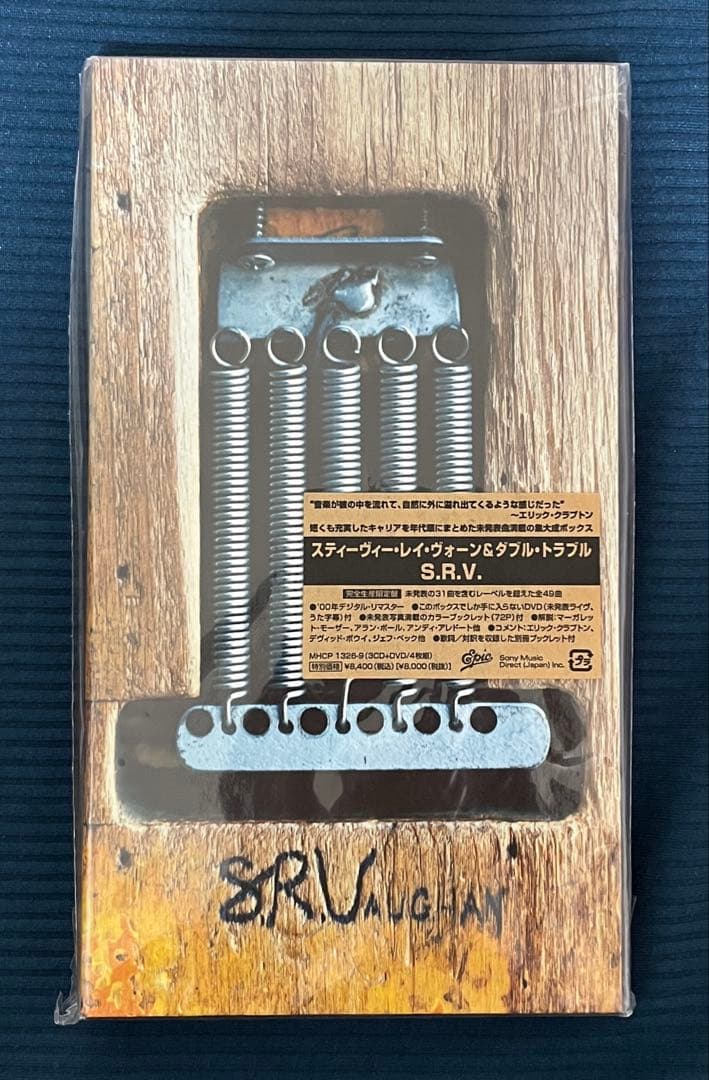 “音楽が彼の中を流れて、自然に外に溢れ出てくるような感じだった”
〜エリック・クラプトン
短くも充実したキャリアを年代順にまとめた未発表曲満載の集大成ボックス
スティーヴィー・レイ・ヴォーン&ダブル・トラブル
S.R.V.
完全生産限定盤 未発表の31曲を含むレーベルを超えた全49曲
●'00年デジタル・リマスター ●このボックスでしか手に入らないDVD(未発表ライヴ、
うた字幕)付 ●未発表写真満載のカラーブックレット(72P)付 ●解説:マーガレッ
ト・モーザー、アラン・ポール、アンディ・アレドート他 ●コメント:エリック・クラプトン、
デヴィッド・ボウイ、ジェフ・ベック他 ●歌詞/対訳を収録した別冊ブックレット付
MHCP 1326-9(3CD+DVD/4枚組)
特別価格 ¥8,400(税込)[¥8,000(税抜)]
Epic
Sony Music
Direct (Japan) Inc.
プラ
S.R.VAUGHAN